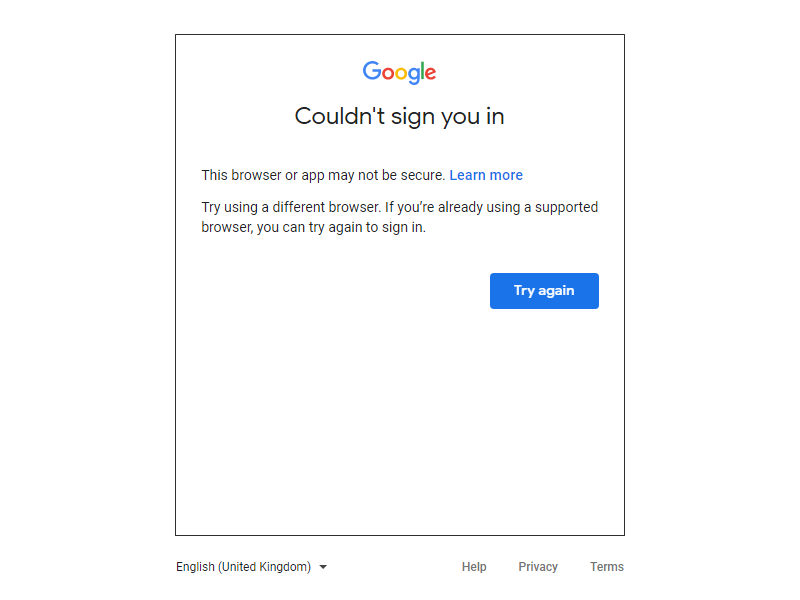 Google
Couldn't sign you in
This browser or app may not be secure. Learn more
Try using a different browser. If you’re already using a supported
browser, you can try again to sign in.
Try again
English (United Kingdom)
Help
Privacy
Terms